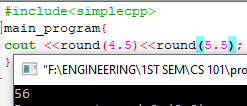 #include<simplecpp>
main_program{
cout <<round(4.5)<<round(5.5);
}
"F:\ENGINEERING\1ST SEM\CS 101\pro
56